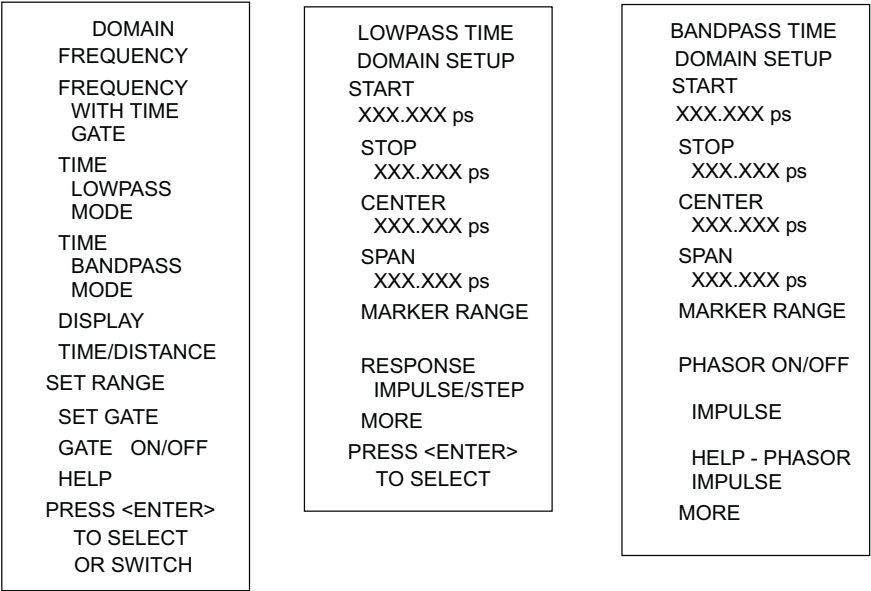 DOMAIN
FREQUENCY
FREQUENCY
WITH TIME
GATE
TIME
LOWPASS
MODE
TIME
BANDPASS
MODE
DISPLAY
TIME/DISTANCE
SET RANGE
SET GATE
GATE ON/OFF
HELP
PRESS <ENTER>
TO SELECT
OR SWITCH
LOWPASS TIME
DOMAIN SETUP
START
XXX.XXX ps
STOP
XXX.XXX ps
CENTER
XXX.XXX ps
SPAN
XXX.XXX ps
MARKER RANGE
RESPONSE
IMPULSE/STEP
MORE
PRESS <ENTER>
TO SELECT
BANDPASS TIME
DOMAIN SETUP
START
XXX.XXX ps
STOP
XXX.XXX ps
CENTER
XXX.XXX ps
SPAN
XXX.XXX ps
MARKER RANGE
PHASOR ON/OFF
IMPULSE
HELP - PHASOR
IMPULSE
MORE